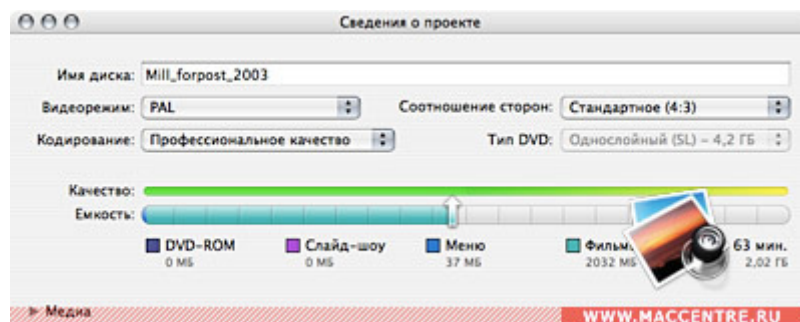 Сведения о проекте
Имя диска: Mill_forpost_2003
Видеорежим: PAL Соотношение сторон: Стандартное (4:3)
Кодирование: Профессиональное качество Тип DVD: Однослойный (SL) – 4,2 ГБ
Качество:
Емкость:
DVD-ROM Слайд-шоу Меню 63 мин.
0 МБ 0 МБ 37 МБ 2032 МБ 2,02 ГБ
Медиа
WWW.MACCENTRE.RU